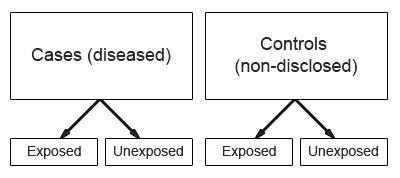 Cases (diseased)
Controls
(non-disclosed)
Exposed
Unexposed
Exposed
Unexposed